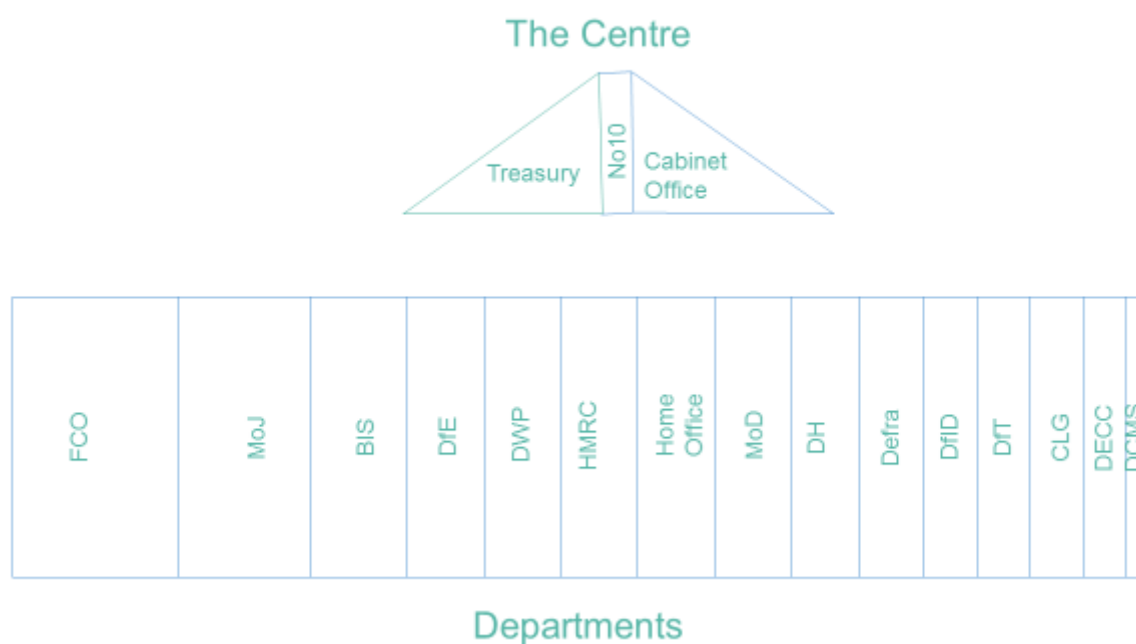 The Centre
Treasury
No10
Cabinet
Office
FCO
MoJ
BIS
DfE
DWP
HMRC
Home
Office
MoD
DH
Defra
DfID
DfT
CLG
DECC
DCMS
Departments